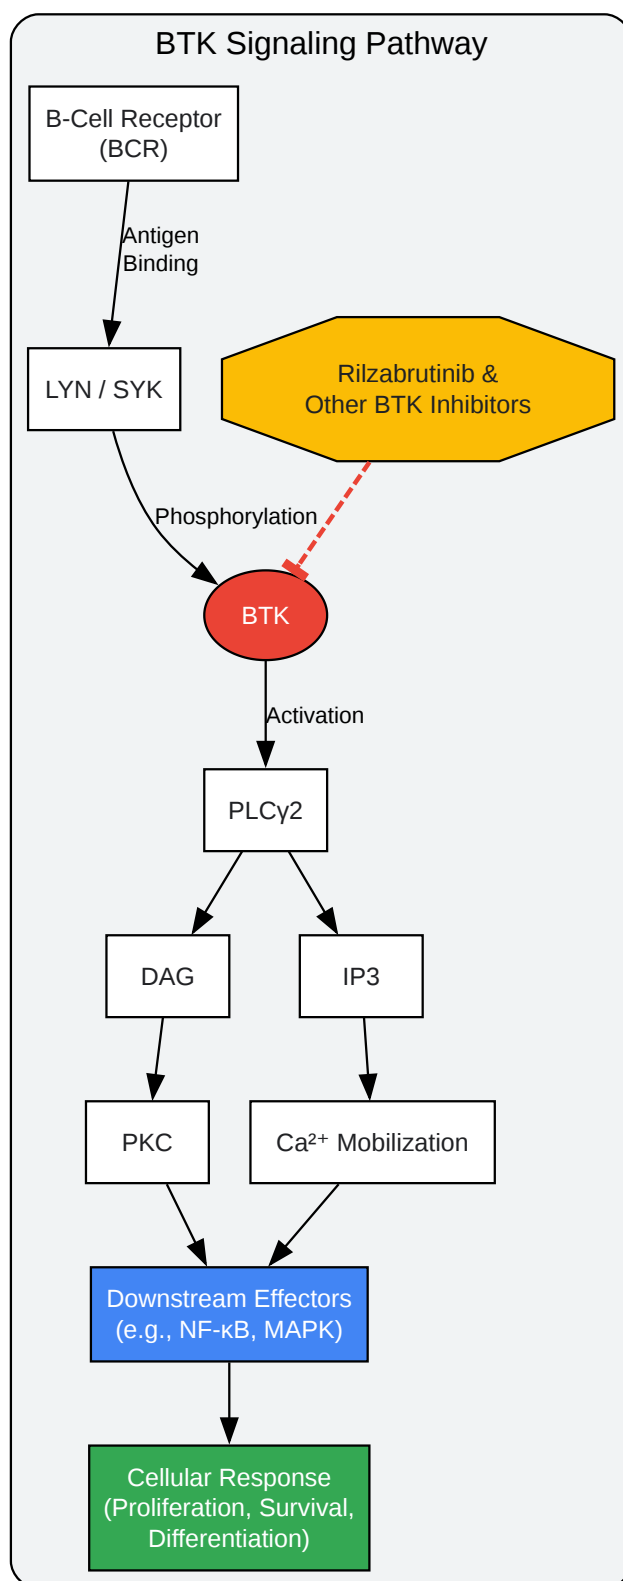 BTK Signaling Pathway
B-Cell Receptor
(BCR)
Antigen
Binding
LYN / SYK
Rilzabrutinib &
Other BTK Inhibitors
Phosphorylation
BTK
Activation
PLCγ2
DAG
IP3
PKC
Ca²⁺ Mobilization
Downstream Effectors
(e.g., NF-κB, MAPK)
Cellular Response
(Proliferation, Survival,
Differentiation)